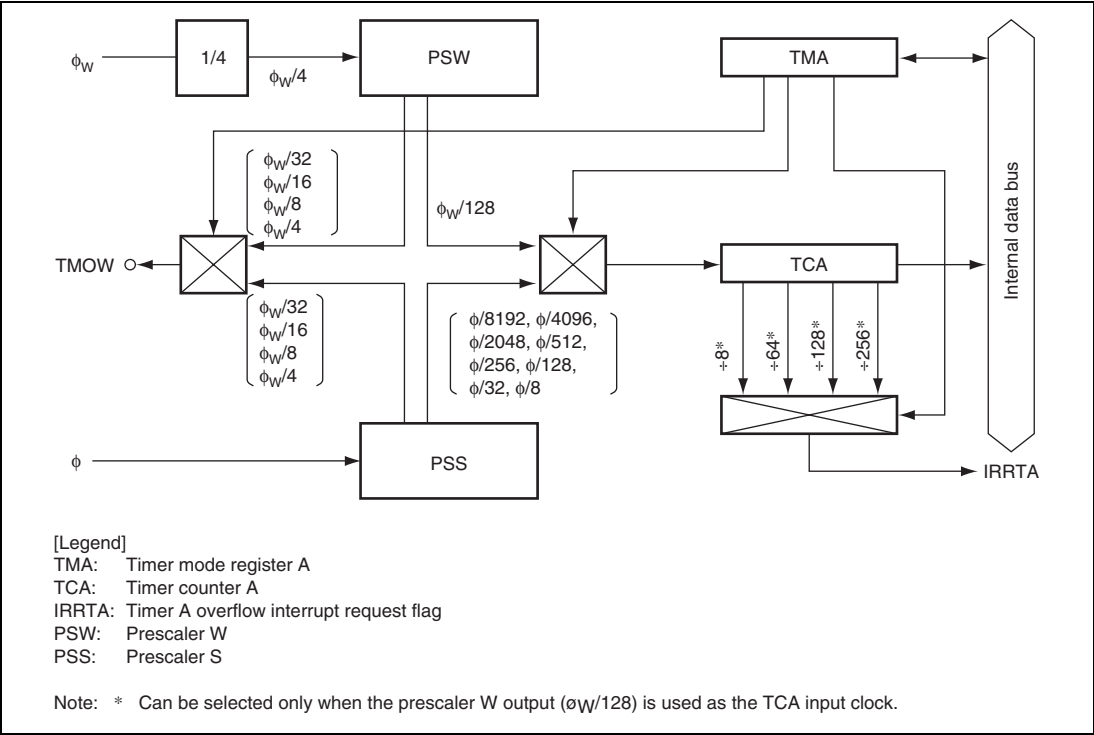 ϕW
1/4
ϕW/4
PSW
TMA
ϕW/32
ϕW/16
ϕW/8
ϕW/4
ϕW/128
TMOW
TCA
Internal data bus
ϕW/32
ϕW/16
ϕW/8
ϕW/4
ϕ/8192, ϕ/4096,
ϕ/2048, ϕ/512,
ϕ/256, ϕ/128,
ϕ/32, ϕ/8
÷8*
÷64*
÷128*
÷256*
ϕ
PSS
IRRTA
[Legend]
TMA: Timer mode register A
TCA: Timer counter A
IRRTA: Timer A overflow interrupt request flag
PSW: Prescaler W
PSS: Prescaler S
Note: * Can be selected only when the prescaler W output (øW/128) is used as the TCA input clock.